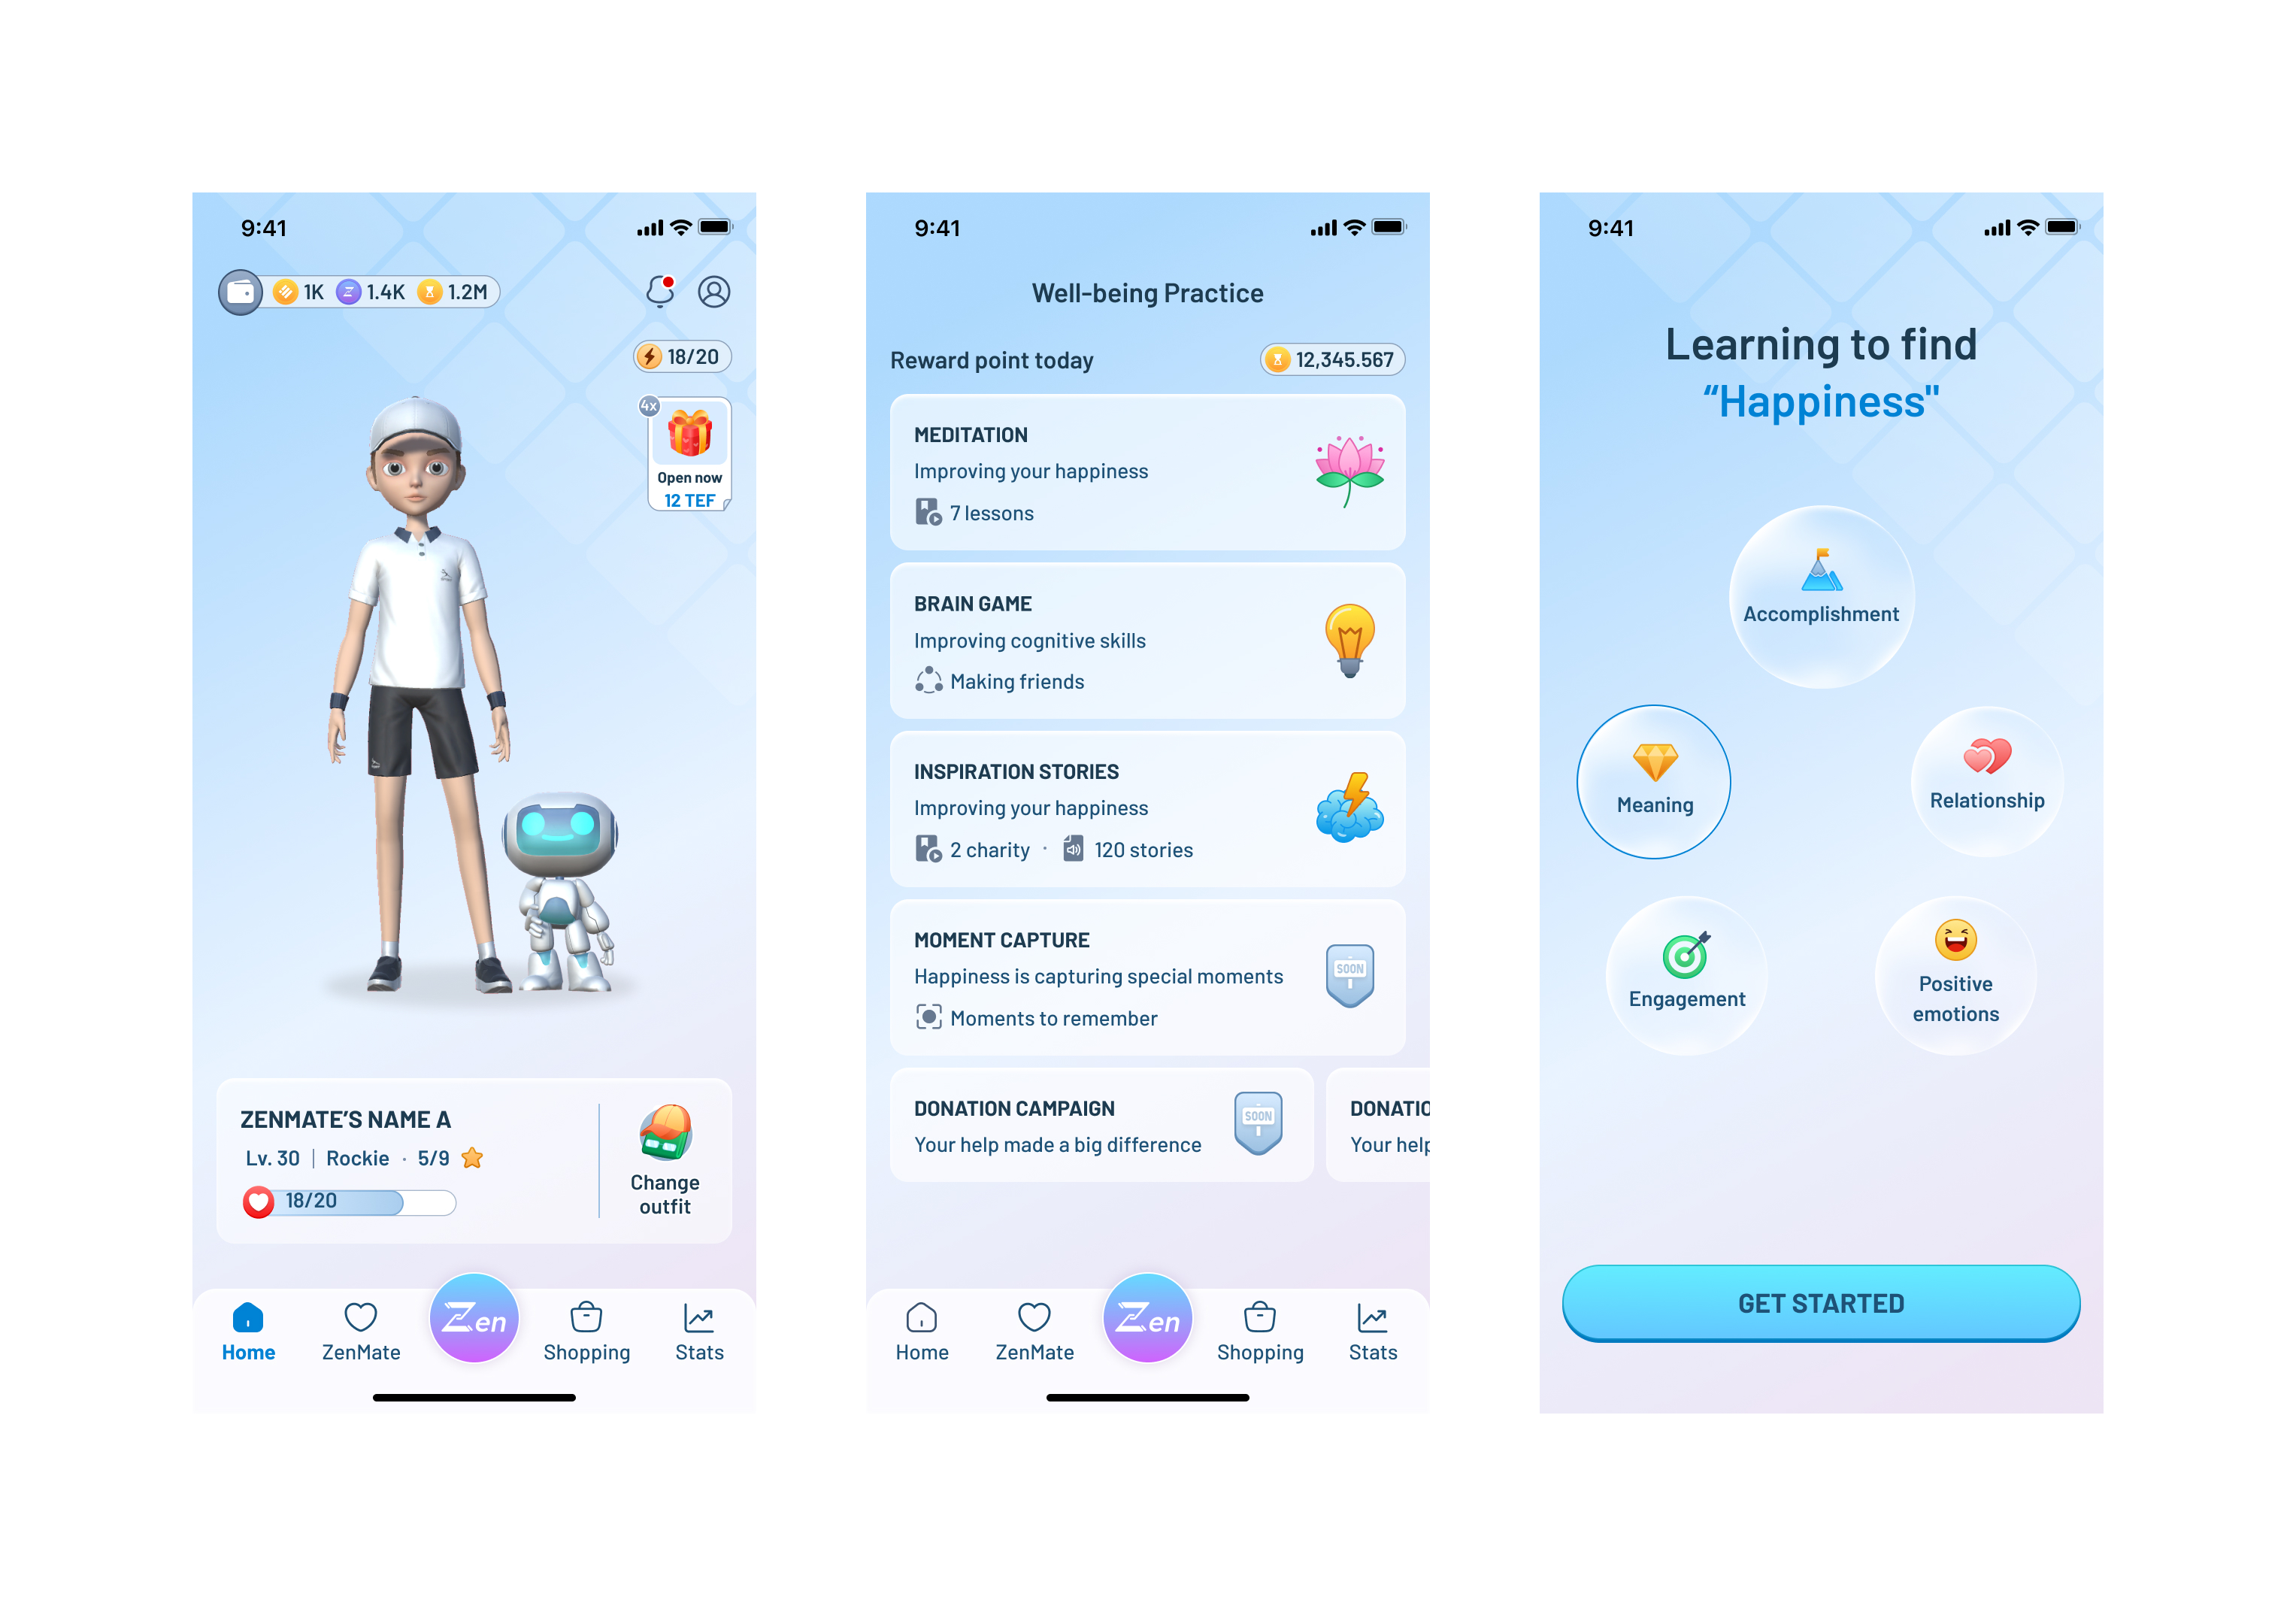 9:41
1K 1.4K 1.2M
18/20
4x
Open now
12 TEF
ZENMATE’S NAME A
Lv. 30 | Rockie · 5/9
18/20
Change
outfit
Zen
Home ZenMate Shopping Stats
9:41
Well-being Practice
Reward point today 12,345.567
MEDITATION
Improving your happiness
7 lessons
BRAIN GAME
Improving cognitive skills
Making friends
INSPIRATION STORIES
Improving your happiness
2 charity · 120 stories
MOMENT CAPTURE
Happiness is capturing special moments
SOON
Moments to remember
DONATION CAMPAIGN
Your help made a big difference
SOON
DONATIO
Your help
Zen
Home ZenMate Shopping Stats
9:41
Learning to find
“Happiness"
Accomplishment
Meaning
Relationship
Engagement
Positive
emotions
GET STARTED